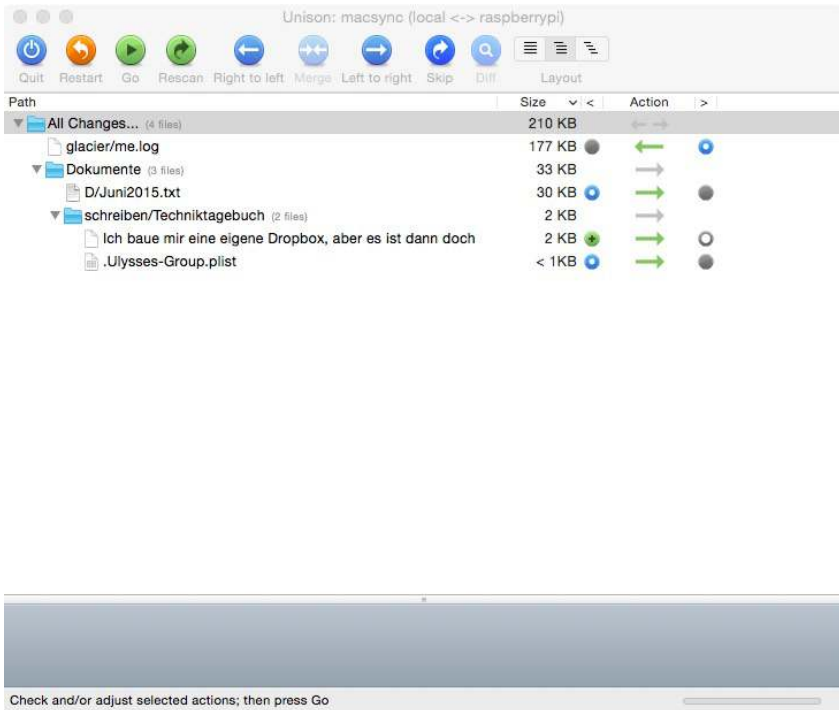 Unison: macsync (local <-> raspberrypi)
Quit Restart Go Rescan Right to left Merge Left to right Skip Diff Layout
Path Size < Action >
All Changes... (4 files) 210 KB
glacier/me.log 177 KB
Dokumente (3 files) 33 KB
D/Juni2015.txt 30 KB
schreiben/Techniktagebuch (2 files) 2 KB
Ich baue mir eine eigene Dropbox, aber es ist dann doch 2 KB
.Ulysses-Group.plist < 1KB
Check and/or adjust selected actions; then press Go